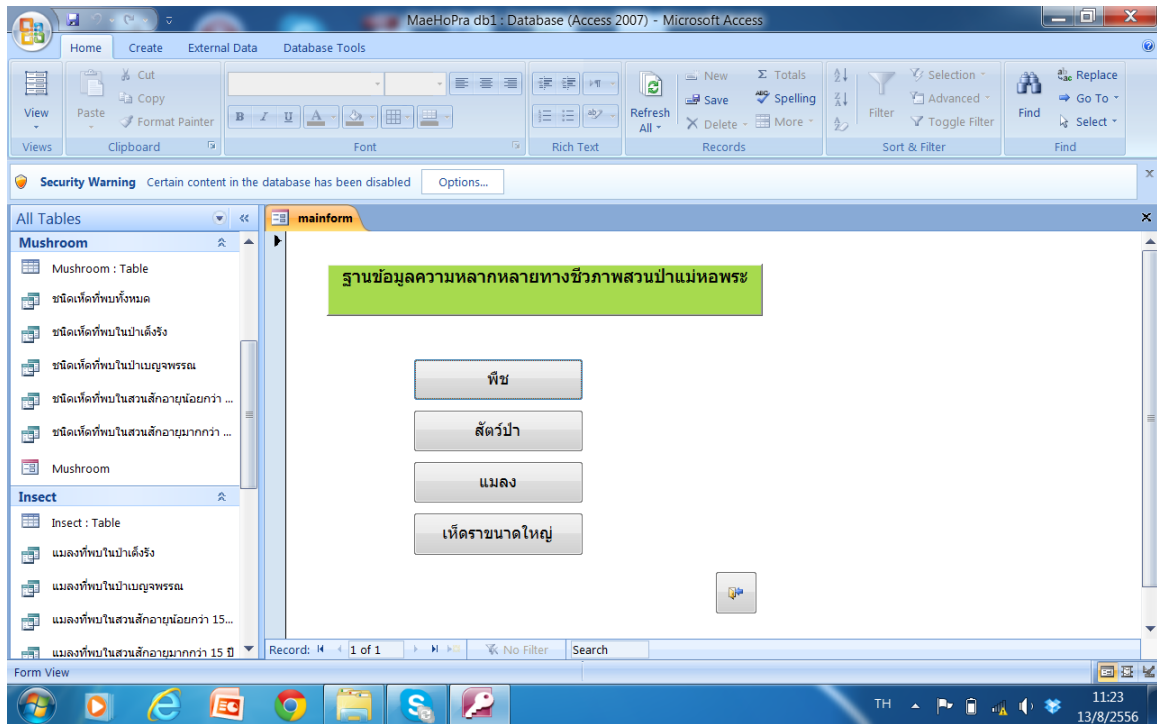 MaeHoPra db1 : Database (Access 2007) - Microsoft Access
Home Create External Data Database Tools
View
Views
Paste
Cut
Copy
Format Painter
Clipboard
B I U A
Font
Rich Text
Refresh All
New
Save
Delete
Totals
Spelling
More
Records
Filter
Selection
Advanced
Toggle Filter
Sort & Filter
Find
Replace
Go To
Select
Find
Security Warning Certain content in the database has been disabled Options...
All Tables
Mushroom
Mushroom : Table
ชนิดเห็ดที่พบทั้งหมด
ชนิดเห็ดที่พบในป่าเต็งรัง
ชนิดเห็ดที่พบในป่าเบญจพรรณ
ชนิดเห็ดที่พบในสวนสักอายุน้อยกว่า ...
ชนิดเห็ดที่พบในสวนสักอายุมากกว่า ...
Mushroom
Insect
Insect : Table
แมลงที่พบในป่าเต็งรัง
แมลงที่พบในป่าเบญจพรรณ
แมลงที่พบในสวนสักอายุน้อยกว่า 15...
แมลงที่พบในสวนสักอายุมากกว่า 15 ปี
mainform
ฐานข้อมูลความหลากหลายทางชีวภาพสวนป่าแม่หอพระ
พืช
สัตว์ป่า
แมลง
เห็ดราขนาดใหญ่
Record: 1 of 1 No Filter Search
Form View
TH
11:23
13/8/2556